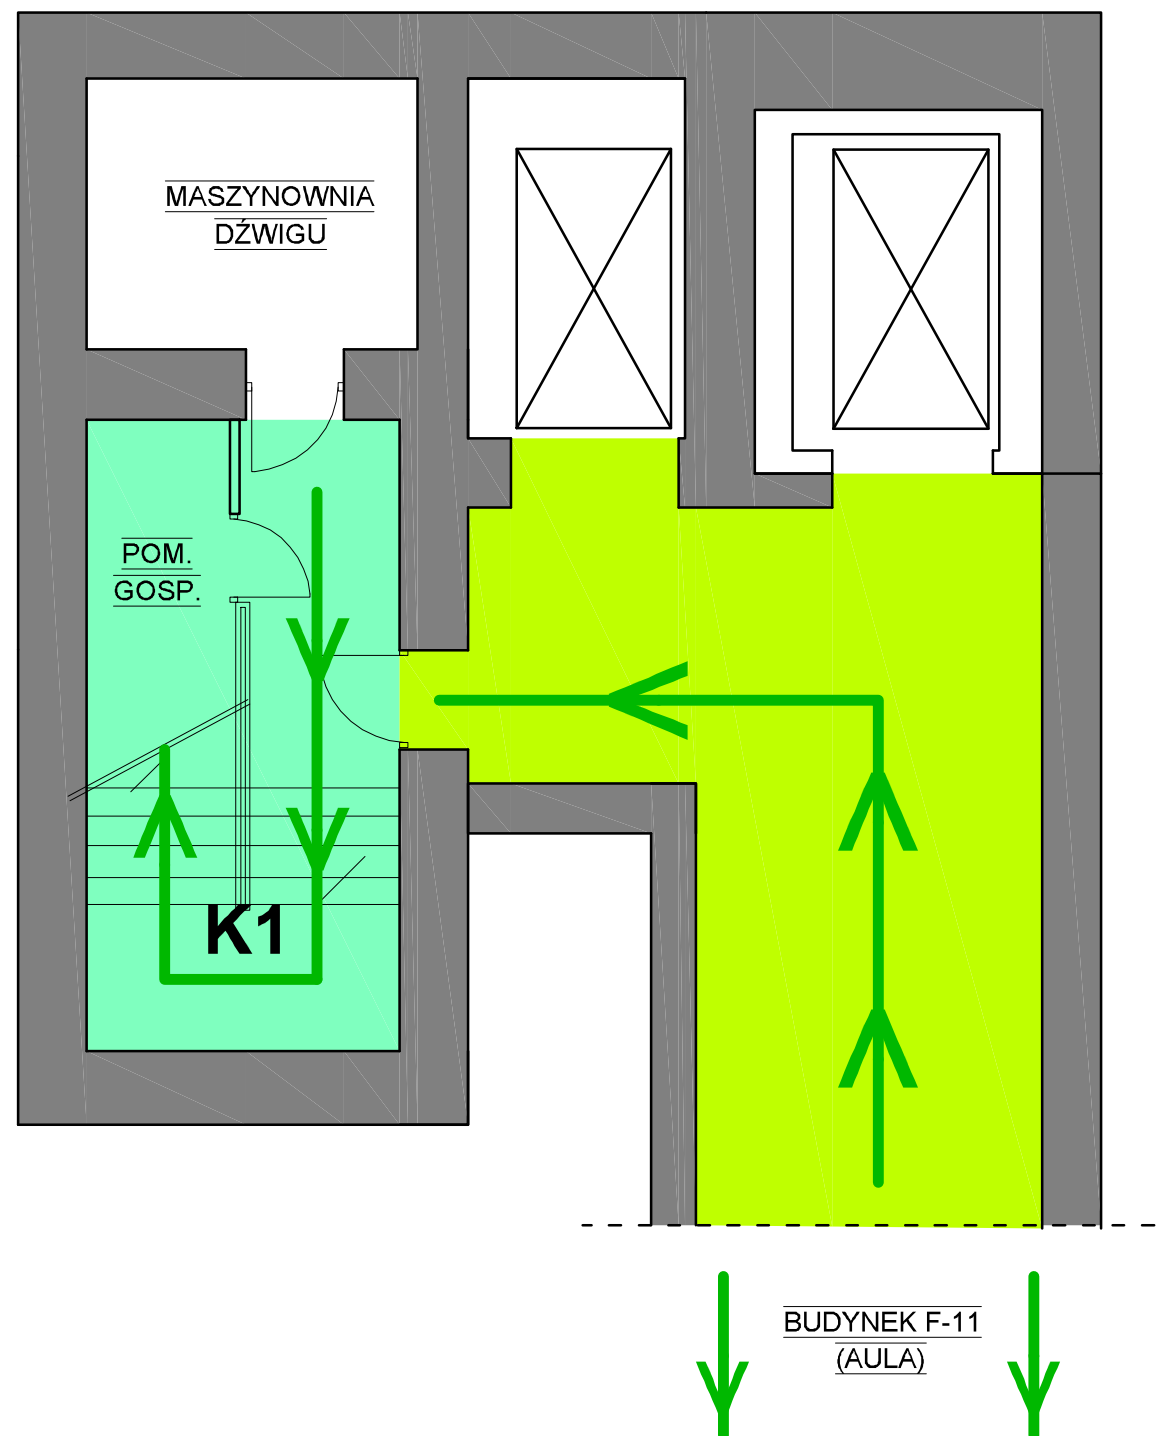 MASZYNOWNIA
DŹWIGU
POM.
GOSP.
K1
BUDYNEK F-11
(AULA)